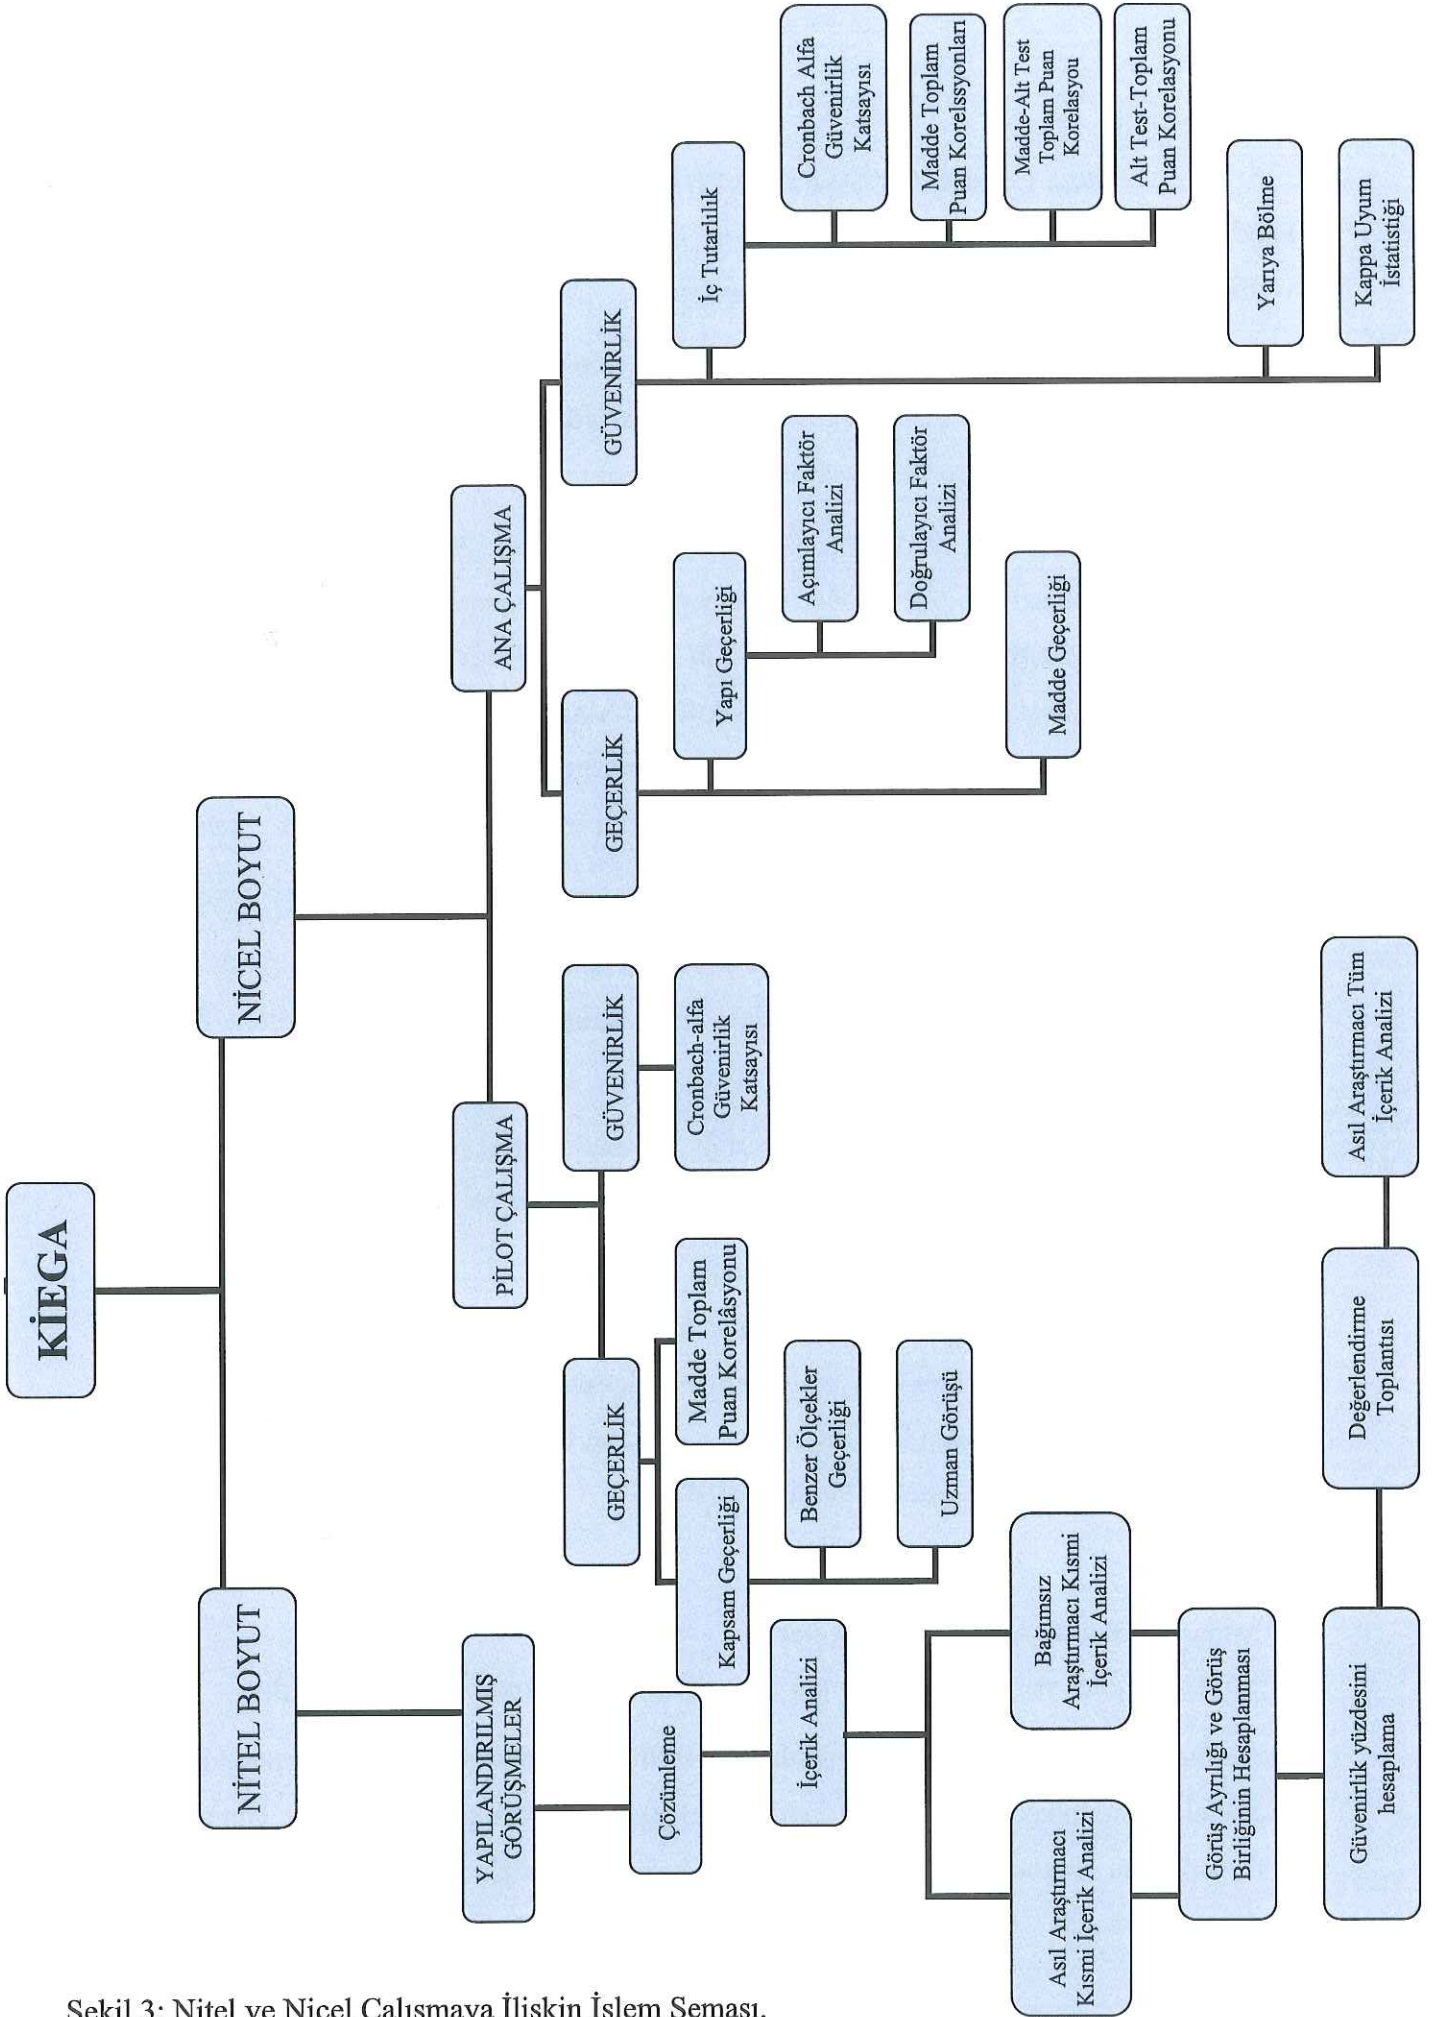 KİEGA
NİTEL BOYUT
NİCEL BOYUT
YAPILANDIRILMIŞ
GÖRÜŞMELER
Çözümleme
İçerik Analizi
Asıl Araştırmacı
Kısmi İçerik Analizi
Bağımsız
Araştırmacı Kısmi
İçerik Analizi
Görüş Ayrılığı ve Görüş
Birliğinin Hesaplanması
Güvenirlik yüzdesini
hesaplama
Değerlendirme
Toplantısı
Asıl Araştırmacı Tüm
İçerik Analizi
PİLOT ÇALIŞMA
GEÇERLİK
Kapsam Geçerliği
Benzer Ölçekler
Geçerliği
Uzman Görüşü
Madde Toplam
Puan Korelâsyonu
GÜVENİRLİK
Cronbach-alfa
Güvenirlik
Katsayısı
ANA ÇALIŞMA
GEÇERLİK
Yapı Geçerliği
Açımlayıcı Faktör
Analizi
Doğrulayıcı Faktör
Analizi
Madde Geçerliği
GÜVENİRLİK
İç Tutarlılık
Cronbach Alfa
Güvenirlik
Katsayısı
Madde Toplam
Puan Korelssyonları
Madde-Alt Test
Toplam Puan
Korelasyou
Alt Test-Toplam
Puan Korelasyonu
Yarıya Bölme
Kappa Uyum
İstatistiği
Şekil 3: Nitel ve Nicel Çalışmaya İlişkin İşlem Şeması.